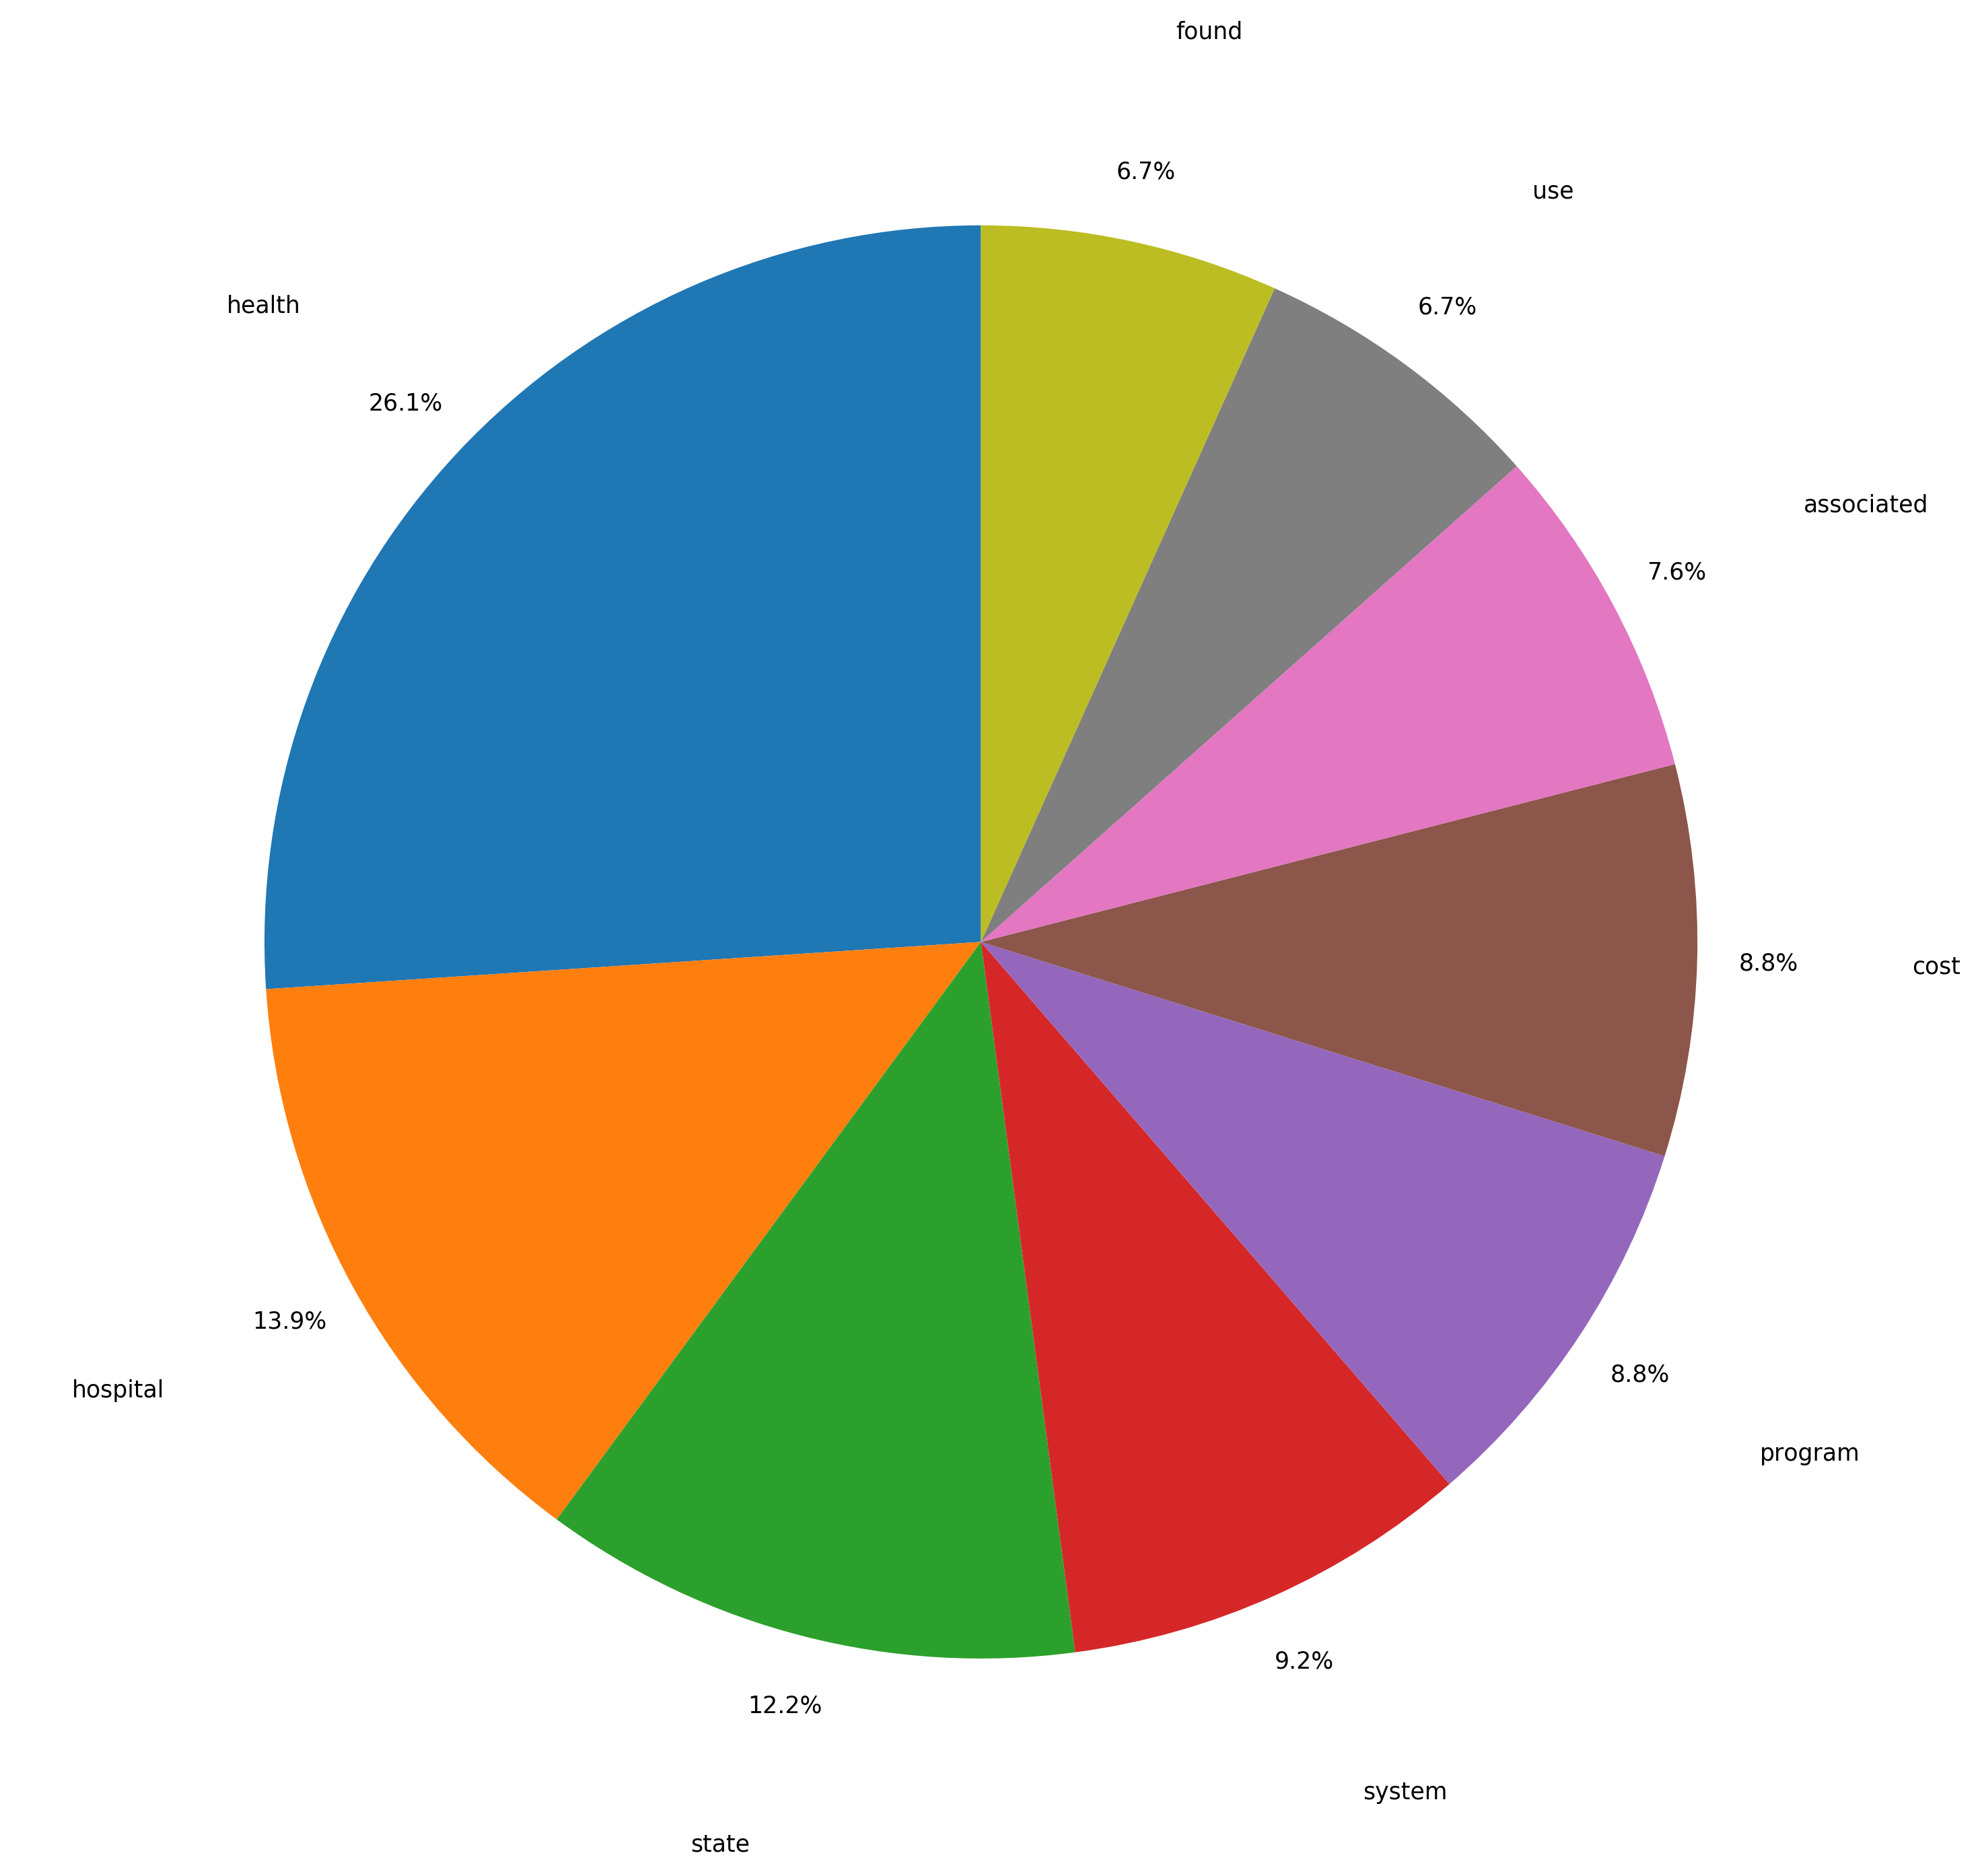 found
6.7%
use
6.7%
health
26.1%
associated
7.6%
cost
8.8%
hospital
13.9%
program
8.8%
system
9.2%
state
12.2%